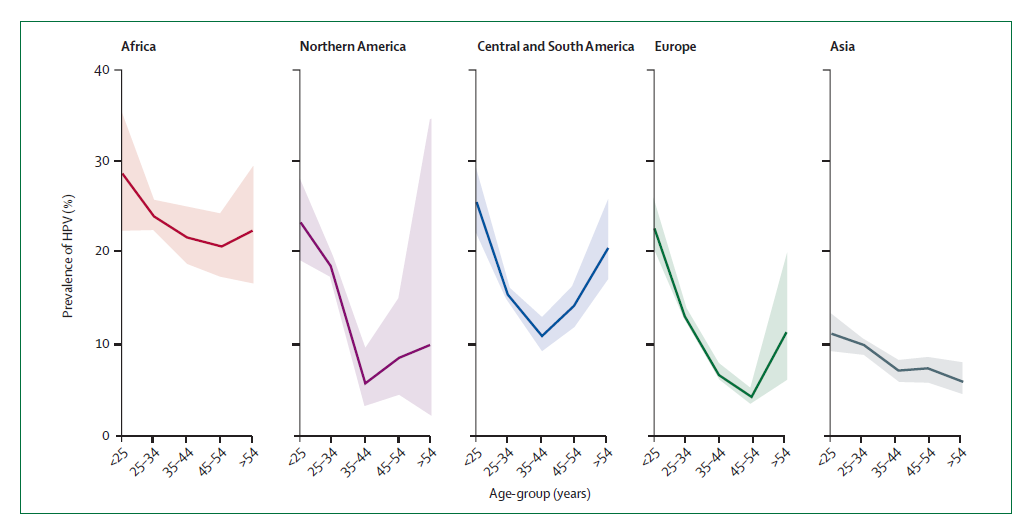 Africa
Northern America
Central and South America
Europe
Asia
Prevalence of HPV (%)
40
30
20
10
0
<25 25–34 35–44 45–54 >54
<25 25–34 35–44 45–54 >54
<25 25–34 35–44 45–54 >54
<25 25–34 35–44 45–54 >54
<25 25–34 35–44 45–54 >54
Age-group (years)